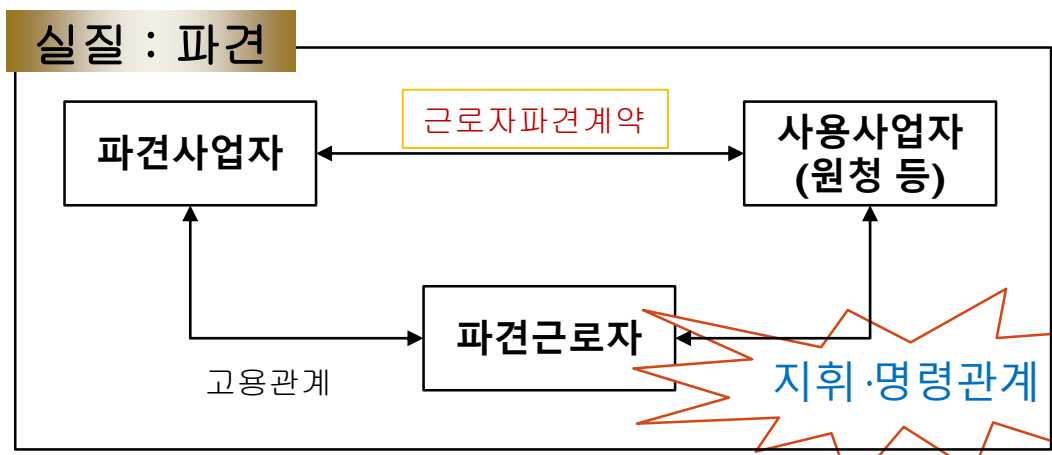 실질 : 파견
근로자파견계약
파견사업자
사용사업자
(원청 등)
파견근로자
고용관계
지휘·명령관계